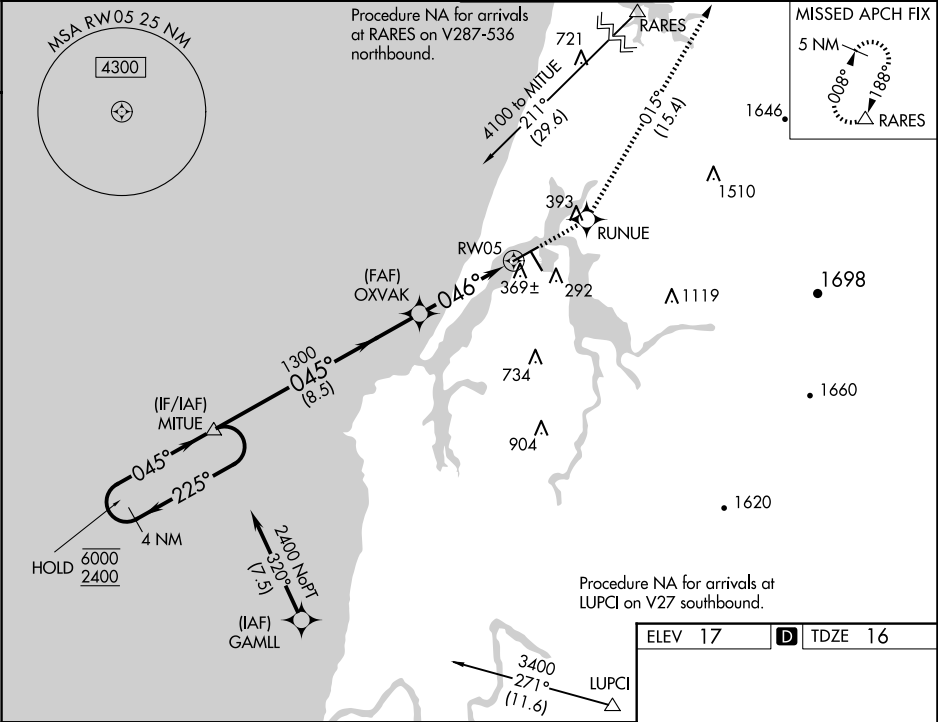 MSA RW05 25 NM
4300
Procedure NA for arrivals
at RARES on V287-536
northbound.
721
RARES
4100 to MITUE
211°
(29.6)
015°
(15.4)
MISSED APCH FIX
5 NM
008°
188°
RARES
1646
1510
393
RUNUE
RW05
369±
292
1119
1698
(FAF)
OXVAK
046°
1300
045°
(8.5)
734
1660
(IF/IAF)
MITUE
904
045°
225°
4 NM
HOLD
6000
2400
1620
2400 NoPT
320°
(7.5)
(IAF)
GAMLL
Procedure NA for arrivals at
LUPCI on V27 southbound.
3400
271°
(11.6)
LUPCI
ELEV 17 D TDZE 16